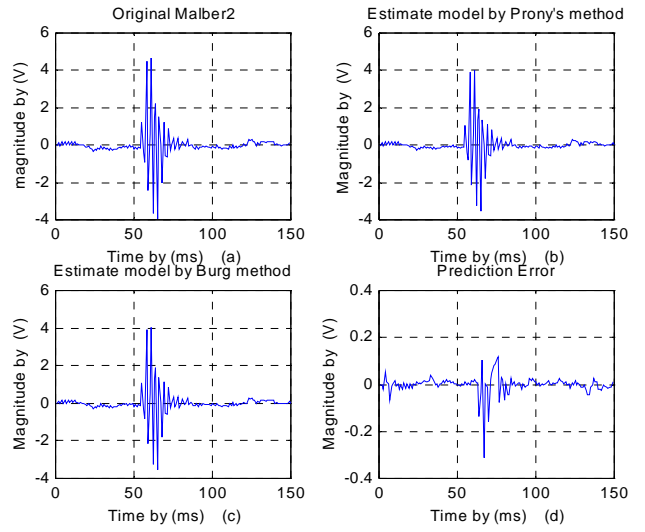 Original Malber2
6
4
2
0
-2
-4
0 50 100 150
magnitude by (V)
Time by (ms) (a)
Estimate model by Prony's method
6
4
2
0
-2
-4
0 50 100 150
Magnitude by (V)
Time by (ms) (b)
Estimate model by Burg method
6
4
2
0
-2
-4
0 50 100 150
Magnitude by (V)
Time by (ms) (c)
Prediction Error
0.4
0.2
0
-0.2
-0.4
0 50 100 150
Magnitude by (V)
Time by (ms) (d)